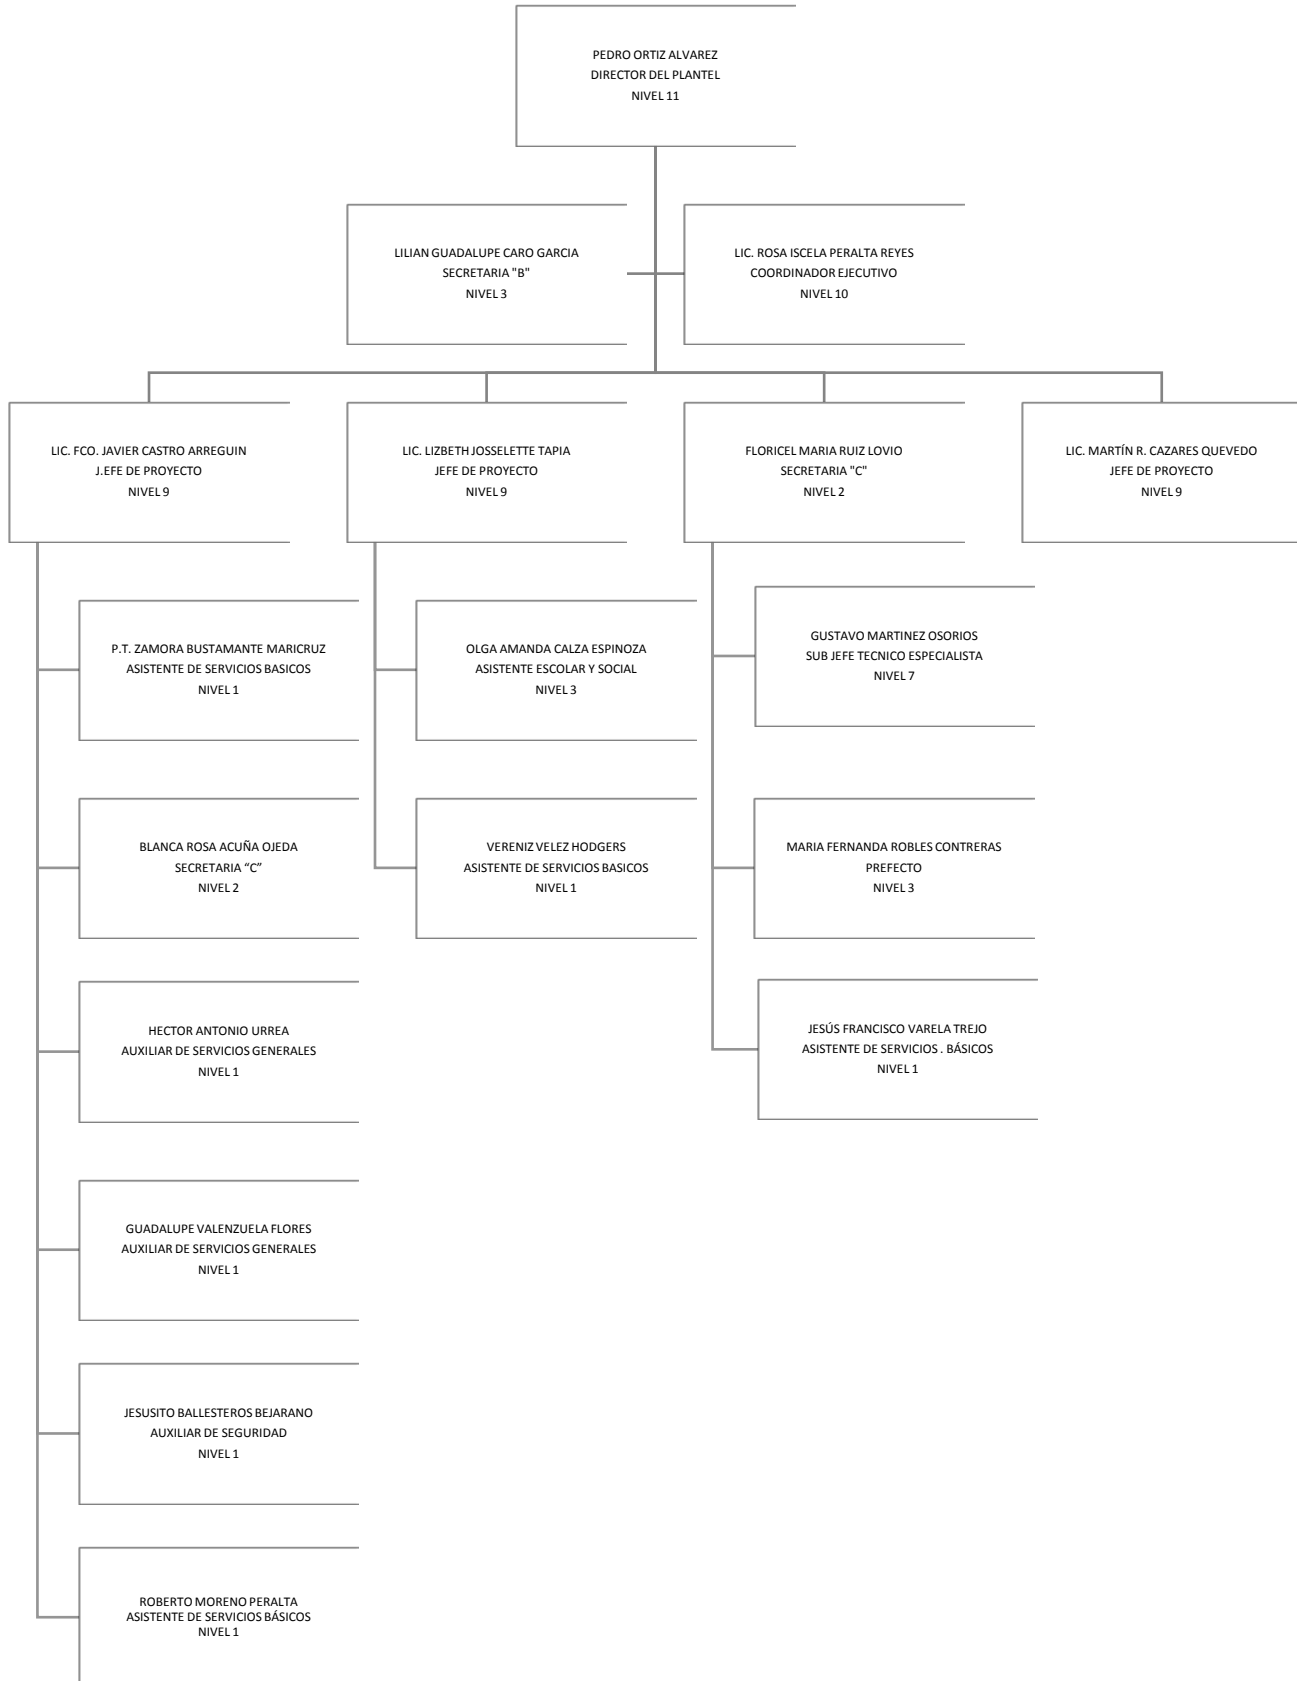 PEDRO ORTIZ ALVAREZ
DIRECTOR DEL PLANTEL
NIVEL 11
LILIAN GUADALUPE CARO GARCIA
SECRETARIA "B"
NIVEL 3
LIC. ROSA ISCELA PERALTA REYES
COORDINADOR EJECUTIVO
NIVEL 10
LIC. FCO. JAVIER CASTRO ARREGUIN
J.EFE DE PROYECTO
NIVEL 9
LIC. LIZBETH JOSSELETTE TAPIA
JEFE DE PROYECTO
NIVEL 9
FLORICEL MARIA RUIZ LOVIO
SECRETARIA "C"
NIVEL 2
LIC. MARTÍN R. CAZARES QUEVEDO
JEFE DE PROYECTO
NIVEL 9
P.T. ZAMORA BUSTAMANTE MARICRUZ
ASISTENTE DE SERVICIOS BASICOS
NIVEL 1
BLANCA ROSA ACUÑA OJEDA
SECRETARIA “C”
NIVEL 2
HECTOR ANTONIO URREA
AUXILIAR DE SERVICIOS GENERALES
NIVEL 1
GUADALUPE VALENZUELA FLORES
AUXILIAR DE SERVICIOS GENERALES
NIVEL 1
JESUSITO BALLESTEROS BEJARANO
AUXILIAR DE SEGURIDAD
NIVEL 1
ROBERTO MORENO PERALTA
ASISTENTE DE SERVICIOS BÁSICOS
NIVEL 1
OLGA AMANDA CALZA ESPINOZA
ASISTENTE ESCOLAR Y SOCIAL
NIVEL 3
VERENIZ VELEZ HODGERS
ASISTENTE DE SERVICIOS BASICOS
NIVEL 1
GUSTAVO MARTINEZ OSORIOS
SUB JEFE TECNICO ESPECIALISTA
NIVEL 7
MARIA FERNANDA ROBLES CONTRERAS
PREFECTO
NIVEL 3
JESÚS FRANCISCO VARELA TREJO
ASISTENTE DE SERVICIOS . BÁSICOS
NIVEL 1